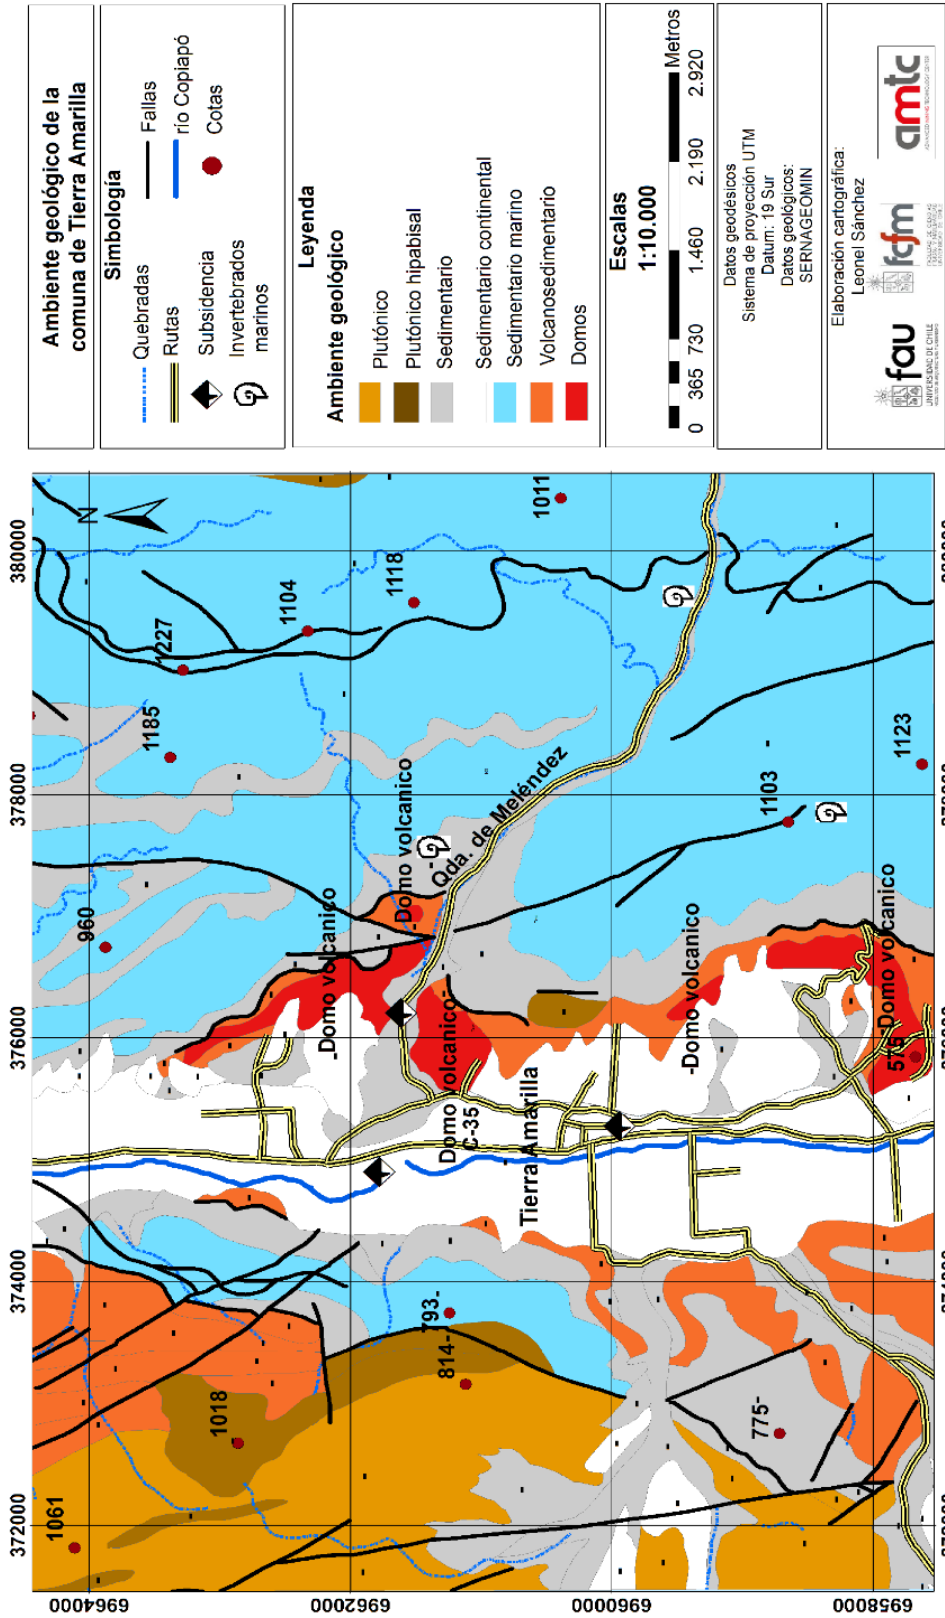 Ambiente geológico de la
comuna de Tierra Amarilla
Simbología
Quebradas
Fallas
Rutas
río Copiapó
Subsidencia
Cotas
Invertebrados
marinos
Leyenda
Ambiente geológico
Plutónico
Plutónico hipabisal
Sedimentario
Sedimentario continental
Sedimentario marino
Volcanosedimentario
Domos
Escalas
1:10.000
0 365 730 1.460 2.190 2.920
Metros
Datos geodésicos
Sistema de proyección UTM
Datum: 19 Sur
Datos geológicos:
SERNAGEOMIN
Elaboración cartográfica:
Leonel Sánchez
fau
UNIVERSIDAD DE CHILE
fcfm
amtc
372000 374000 376000 378000 380000
6964000
6962000
6960000
6958000
N
1061
1018
814-
793-
775-
960
1185
1227
1104
1118
1011
1103
1123
575
Domo volcanico
Domo volcanico
Domo volcanico
C-35
Tierra Amarilla
-Domo volcanico
Domo volcanico
Qda. de Meléndez